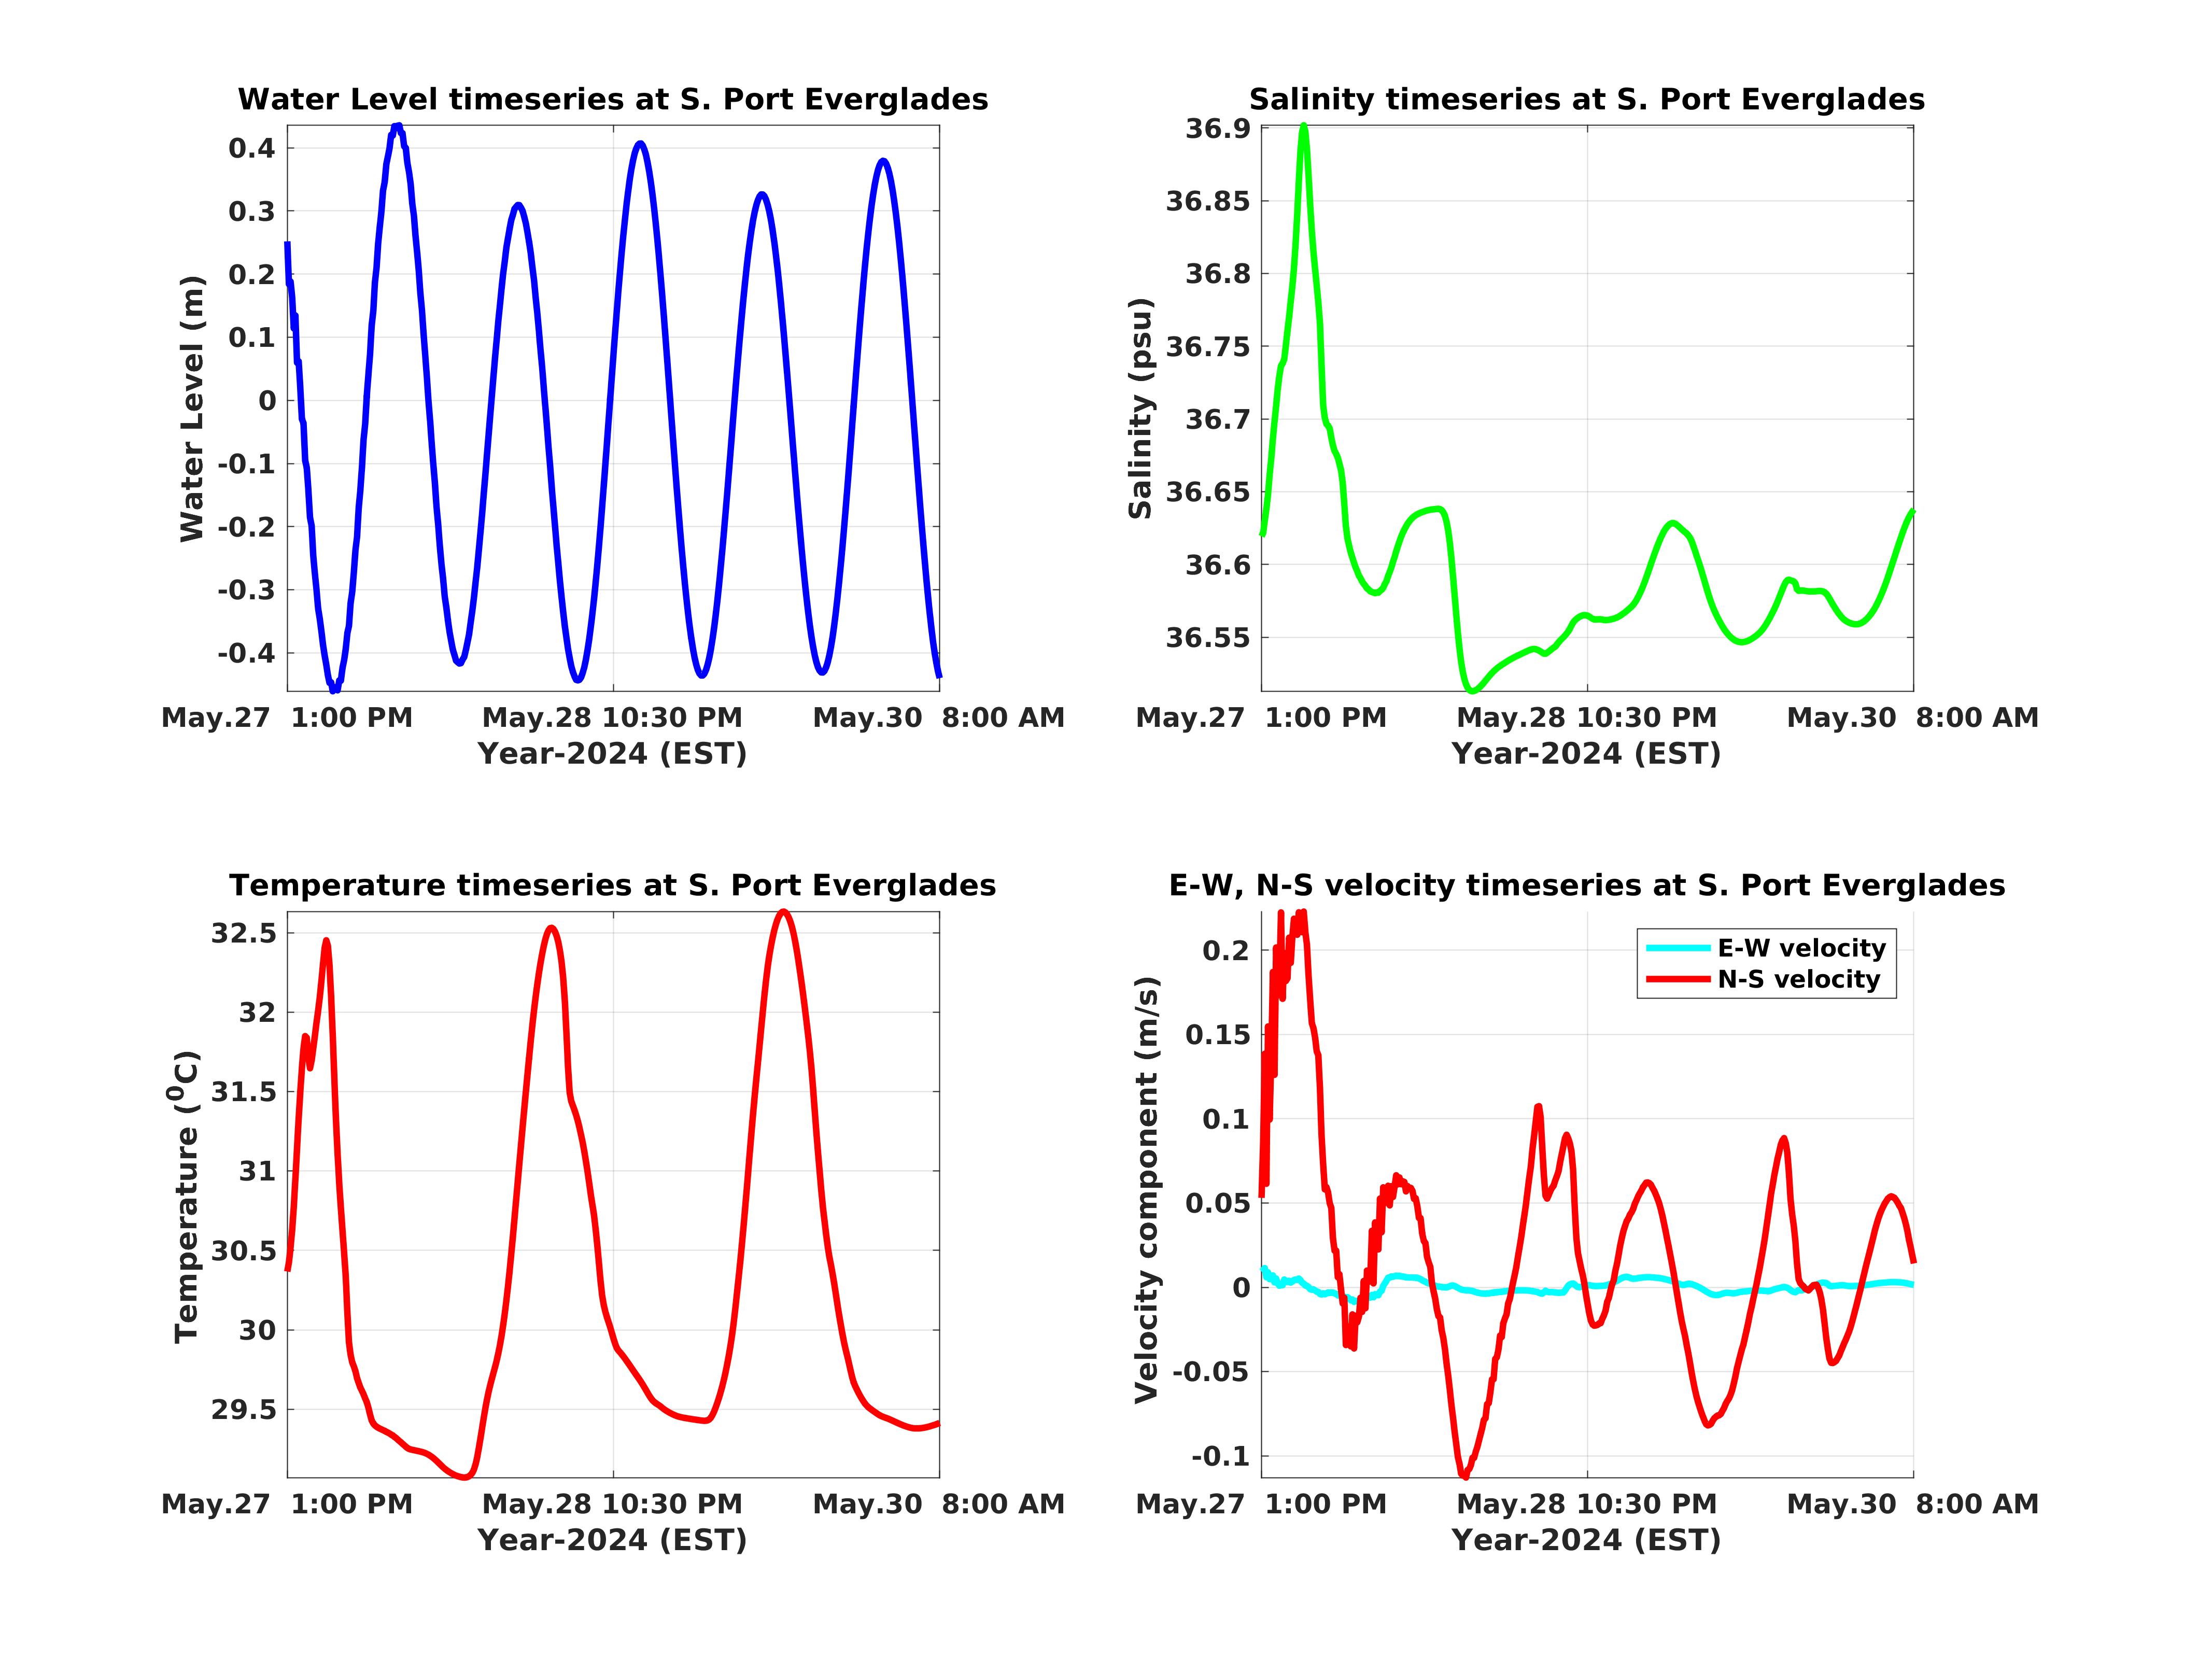 Water Level timeseries at S. Port Everglades
0.4
0.3
0.2
0.1
0
-0.1
-0.2
-0.3
-0.4
Water Level (m)
May.27 1:00 PM May.28 10:30 PM May.30 8:00 AM
Year-2024 (EST)
Salinity timeseries at S. Port Everglades
36.9
36.85
36.8
36.75
36.7
36.65
36.6
36.55
Salinity (psu)
May.27 1:00 PM May.28 10:30 PM May.30 8:00 AM
Year-2024 (EST)
Temperature timeseries at S. Port Everglades
32.5
32
31.5
31
30.5
30
29.5
Temperature (⁰C)
May.27 1:00 PM May.28 10:30 PM May.30 8:00 AM
Year-2024 (EST)
E-W, N-S velocity timeseries at S. Port Everglades
0.2
0.15
0.1
0.05
0
-0.05
-0.1
Velocity component (m/s)
E-W velocity
N-S velocity
May.27 1:00 PM May.28 10:30 PM May.30 8:00 AM
Year-2024 (EST)